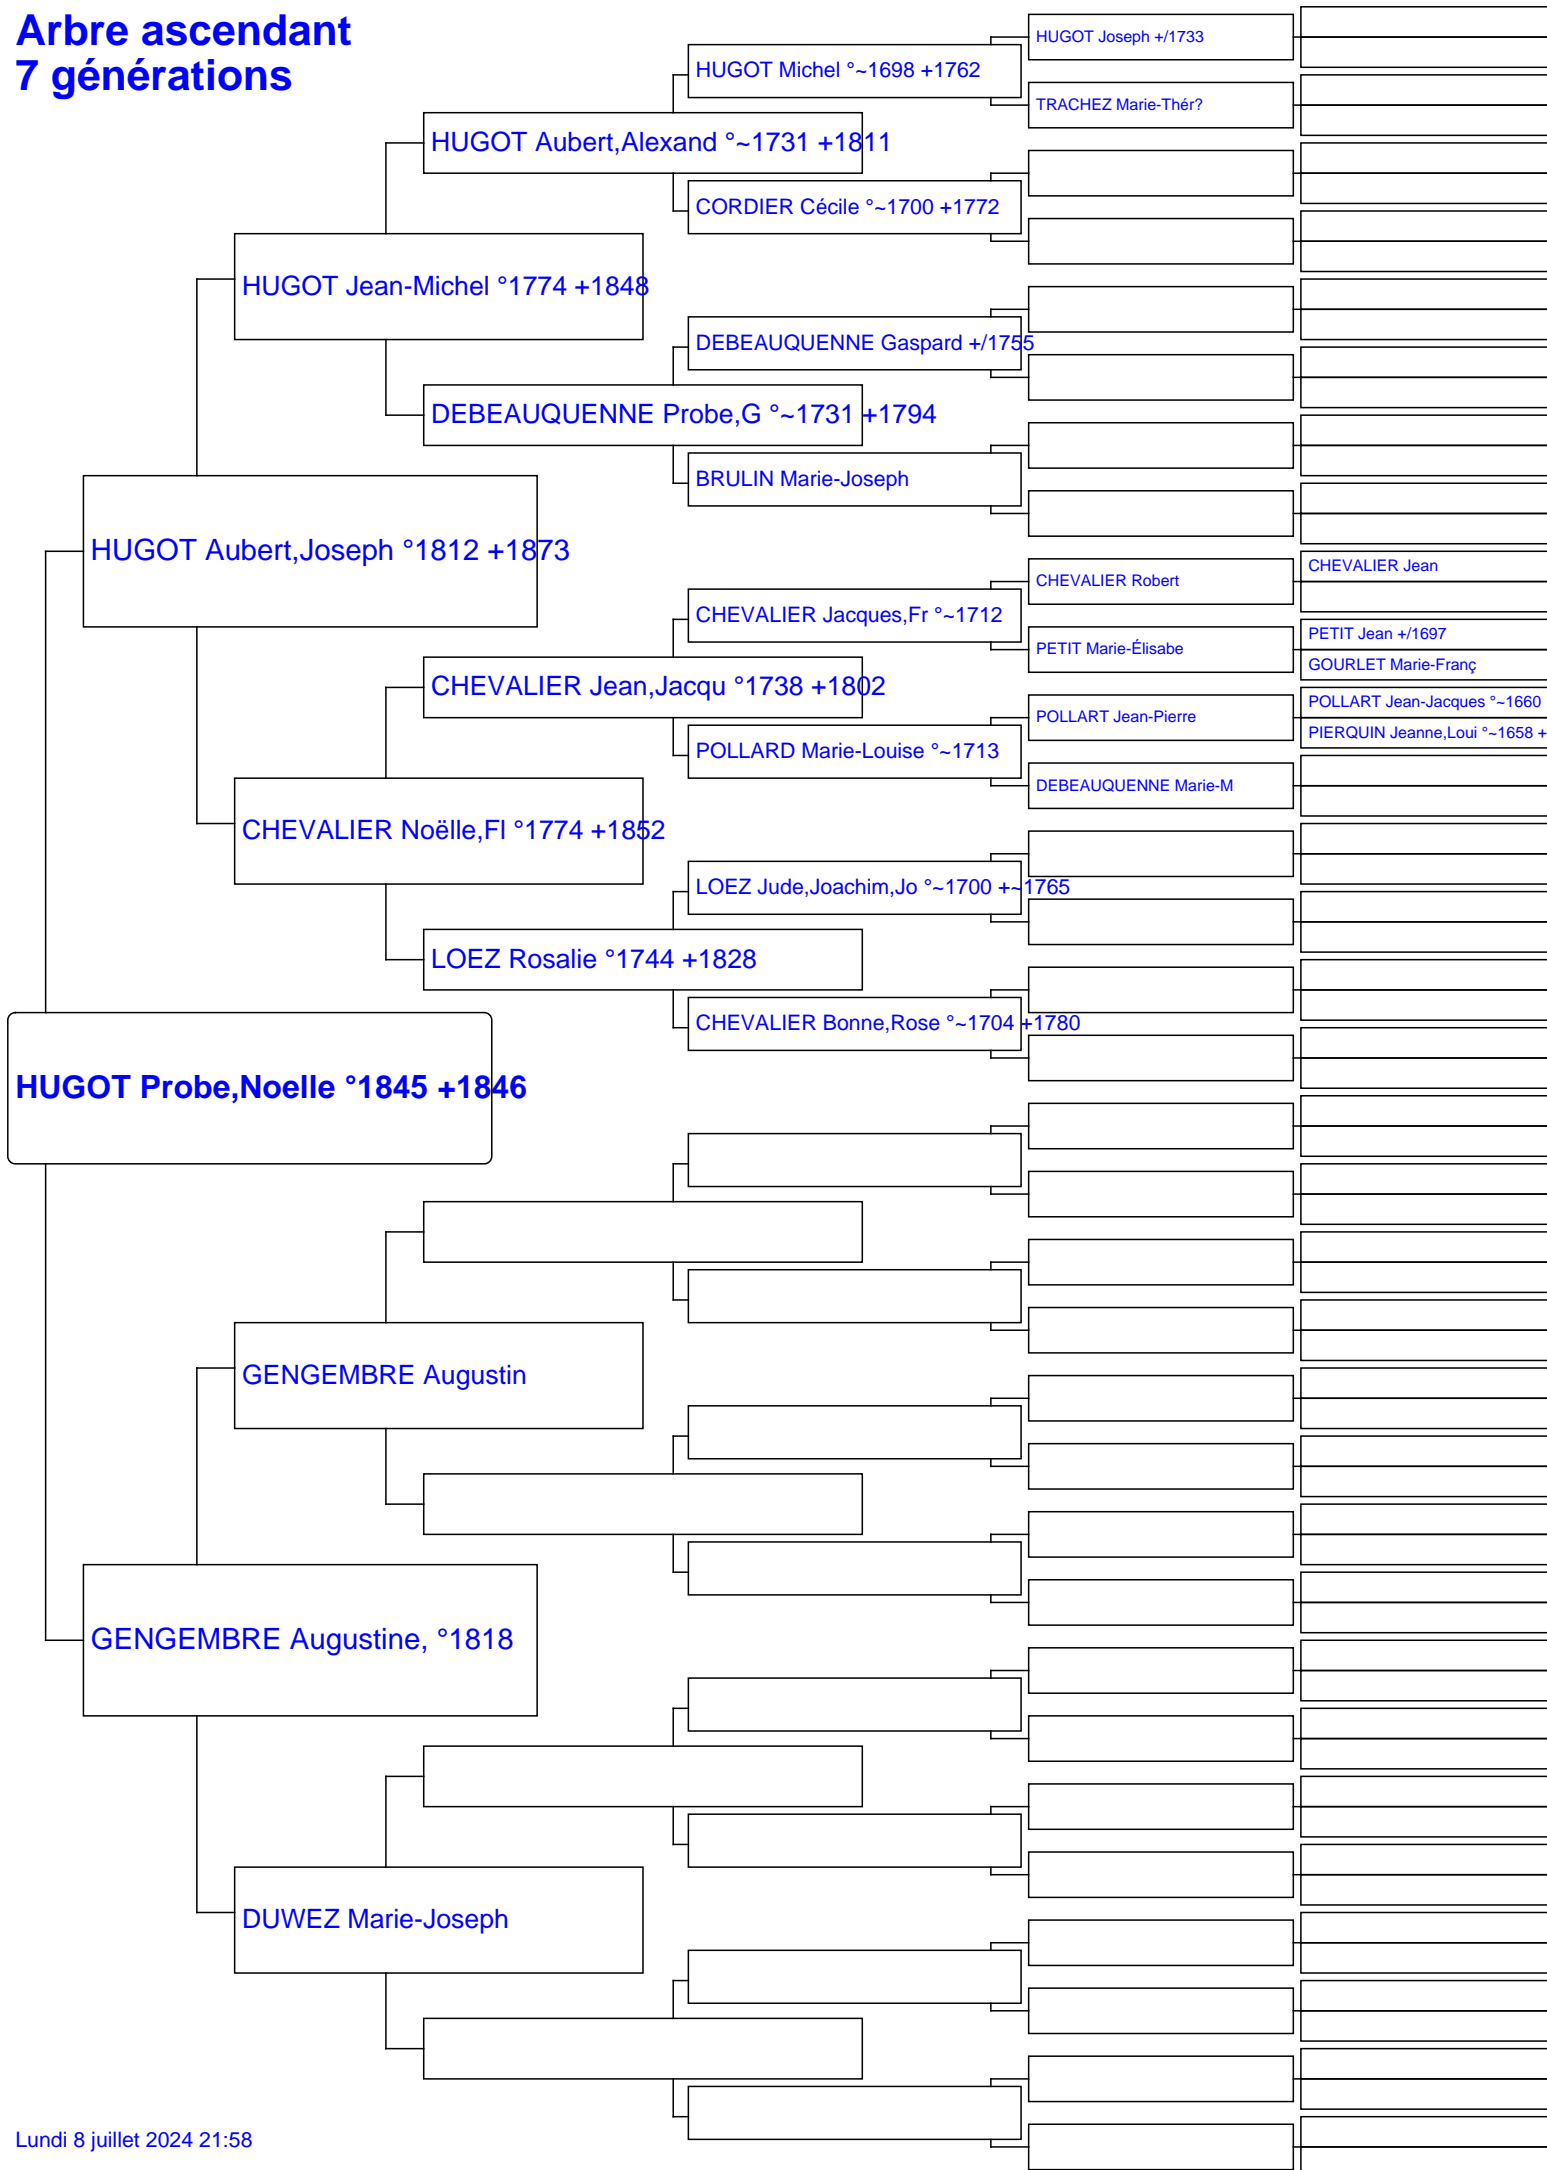 Arbre ascendant
7 générations
HUGOT Joseph +/1733
HUGOT Michel °~1698 +1762
TRACHEZ Marie-Thér?
HUGOT Aubert,Alexand °~1731 +1811
CORDIER Cécile °~1700 +1772
HUGOT Jean-Michel °1774 +1848
DEBEAUQUENNE Gaspard +/1755
DEBEAUQUENNE Probe,G °~1731 +1794
BRULIN Marie-Joseph
HUGOT Aubert,Joseph °1812 +1873
CHEVALIER Jean
CHEVALIER Robert
CHEVALIER Jacques,Fr °~1712
PETIT Jean +/1697
PETIT Marie-Élisabe
GOURLET Marie-Franç
CHEVALIER Jean,Jacqu °1738 +1802
POLLART Jean-Jacques °~1660
POLLART Jean-Pierre
PIERQUIN Jeanne,Loui °~1658 +
POLLARD Marie-Louise °~1713
DEBEAUQUENNE Marie-M
CHEVALIER Noëlle,Fl °1774 +1852
LOEZ Jude,Joachim,Jo °~1700 +~1765
LOEZ Rosalie °1744 +1828
CHEVALIER Bonne,Rose °~1704 +1780
HUGOT Probe,Noelle °1845 +1846
GENGEMBRE Augustin
GENGEMBRE Augustine, °1818
DUWEZ Marie-Joseph
Lundi 8 juillet 2024 21:58